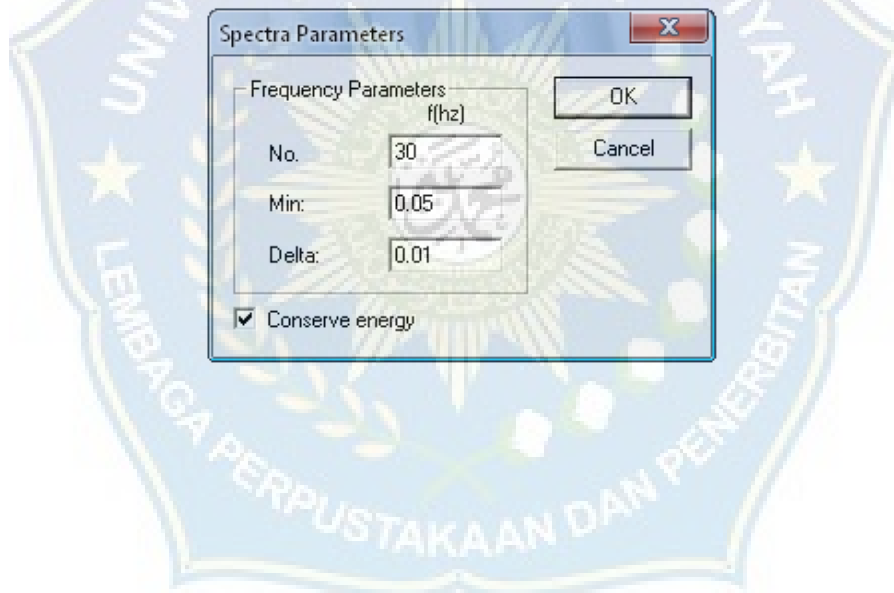 Spectra Parameters
Frequency Parameters
f(hz)
No. 30
Min: 0.05
Delta: 0.01
Conserve energy
OK
Cancel
LEMBAGA PERPUSTAKAAN DAN PENERBITAN